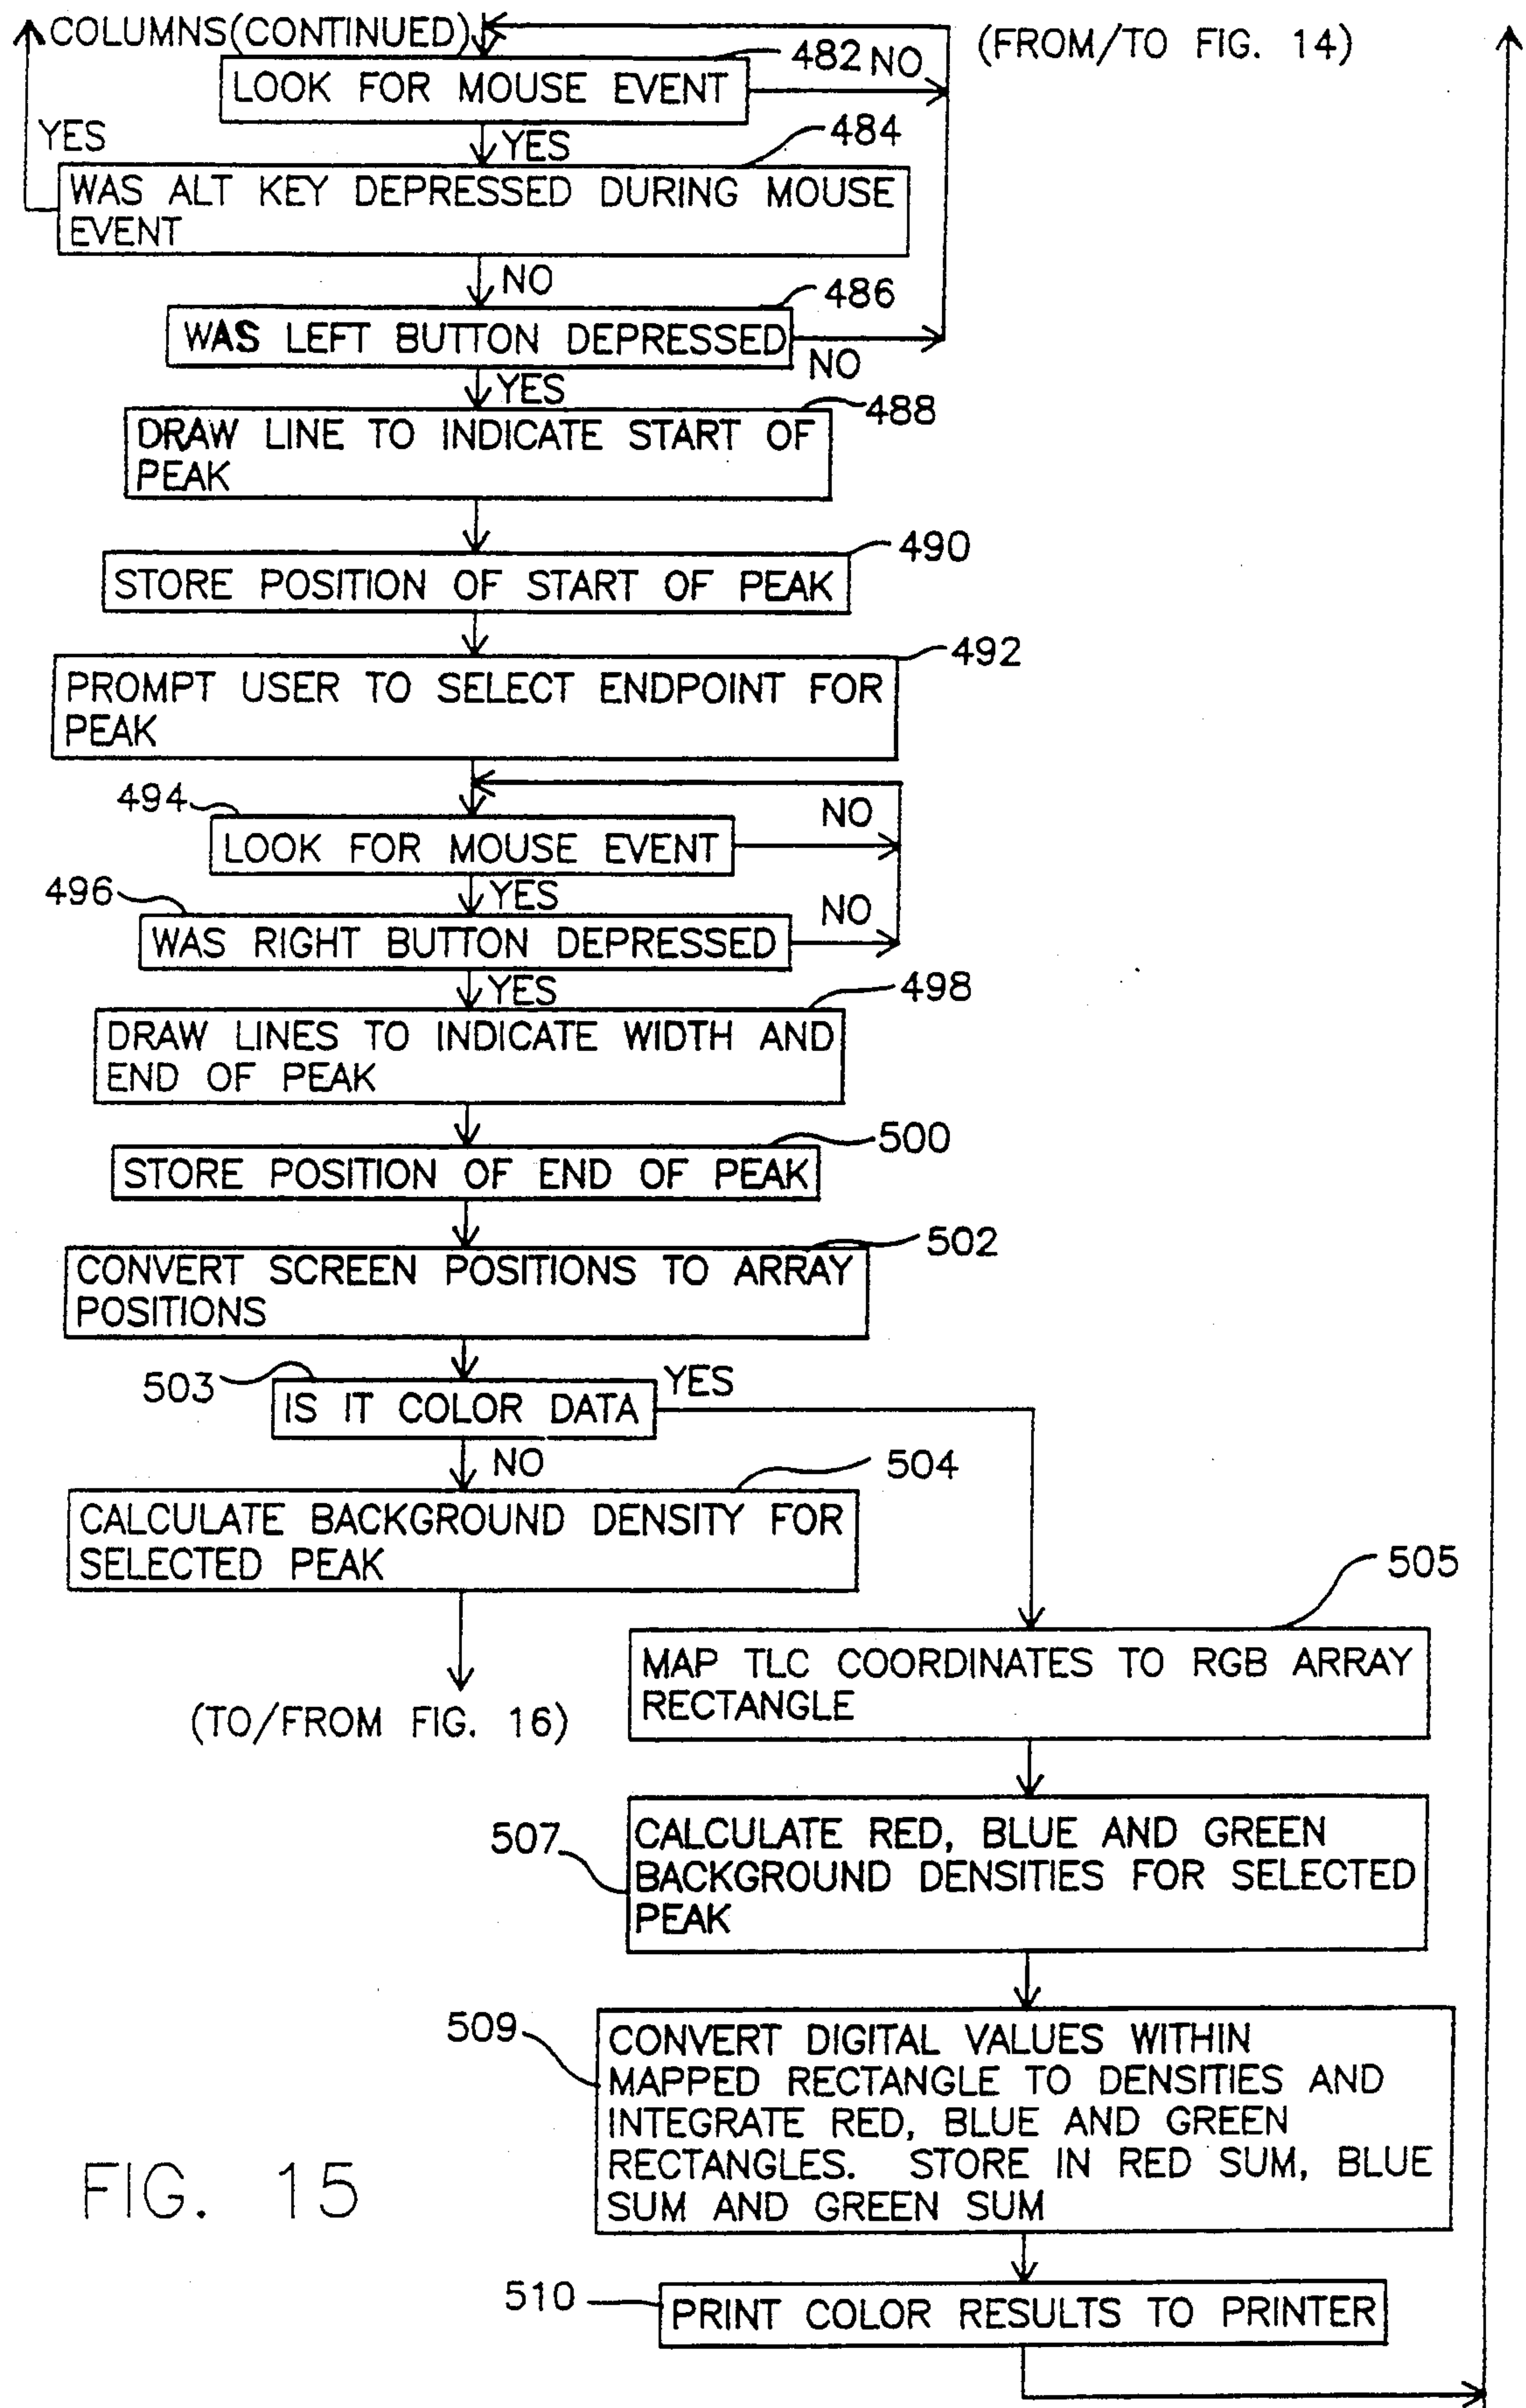 COLUMNS(CONTINUED)
(FROM/TO FIG. 14)
482
NO
LOOK FOR MOUSE EVENT
YES
YES
484
WAS ALT KEY DEPRESSED DURING MOUSE
EVENT
NO
486
WAS LEFT BUTTON DEPRESSED
NO
YES
488
DRAW LINE TO INDICATE START OF
PEAK
490
STORE POSITION OF START OF PEAK
492
PROMPT USER TO SELECT ENDPOINT FOR
PEAK
494
NO
LOOK FOR MOUSE EVENT
YES
496
NO
WAS RIGHT BUTTON DEPRESSED
YES
498
DRAW LINES TO INDICATE WIDTH AND
END OF PEAK
500
STORE POSITION OF END OF PEAK
502
CONVERT SCREEN POSITIONS TO ARRAY
POSITIONS
503
YES
IS IT COLOR DATA
NO
504
CALCULATE BACKGROUND DENSITY FOR
SELECTED PEAK
(TO/FROM FIG. 16)
505
MAP TLC COORDINATES TO RGB ARRAY
RECTANGLE
507
CALCULATE RED, BLUE AND GREEN
BACKGROUND DENSITIES FOR SELECTED
PEAK
509
CONVERT DIGITAL VALUES WITHIN
MAPPED RECTANGLE TO DENSITIES AND
INTEGRATE RED, BLUE AND GREEN
RECTANGLES. STORE IN RED SUM, BLUE
SUM AND GREEN SUM
510
PRINT COLOR RESULTS TO PRINTER
FIG. 15